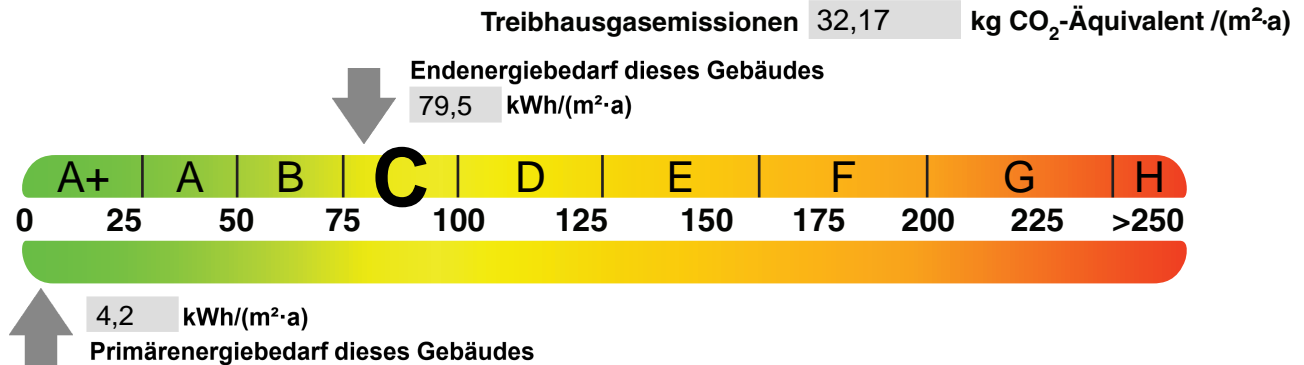 Treibhausgasemissionen 32,17 kg CO₂-Äquivalent /(m²·a)
Endenergiebedarf dieses Gebäudes
79,5 kWh/(m²·a)
A+ A B C D E F G H
0 25 50 75 100 125 150 175 200 225 >250
4,2 kWh/(m²·a)
Primärenergiebedarf dieses Gebäudes